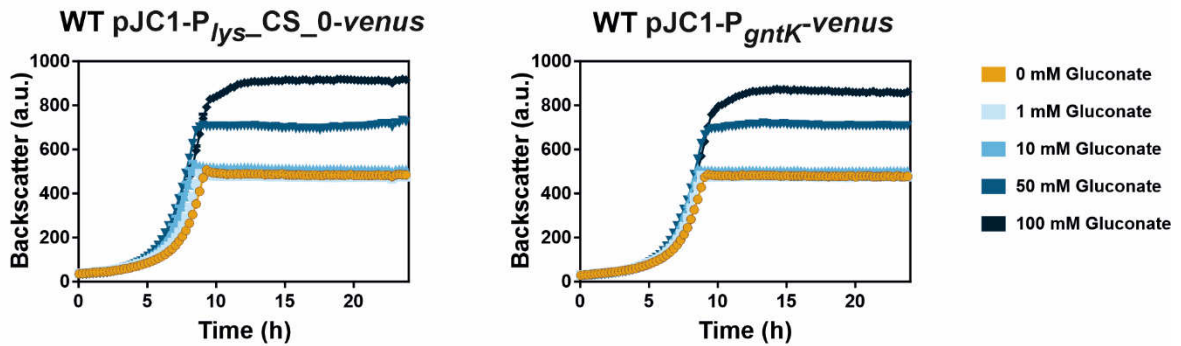 WT pJC1-Plys_CS_0-venus
WT pJC1-PgntK-venus
Backscatter (a.u.)
1000
800
600
400
200
0
0
5
10
15
20
Time (h)
Backscatter (a.u.)
1000
800
600
400
200
0
0
5
10
15
20
Time (h)
0 mM Gluconate
1 mM Gluconate
10 mM Gluconate
50 mM Gluconate
100 mM Gluconate